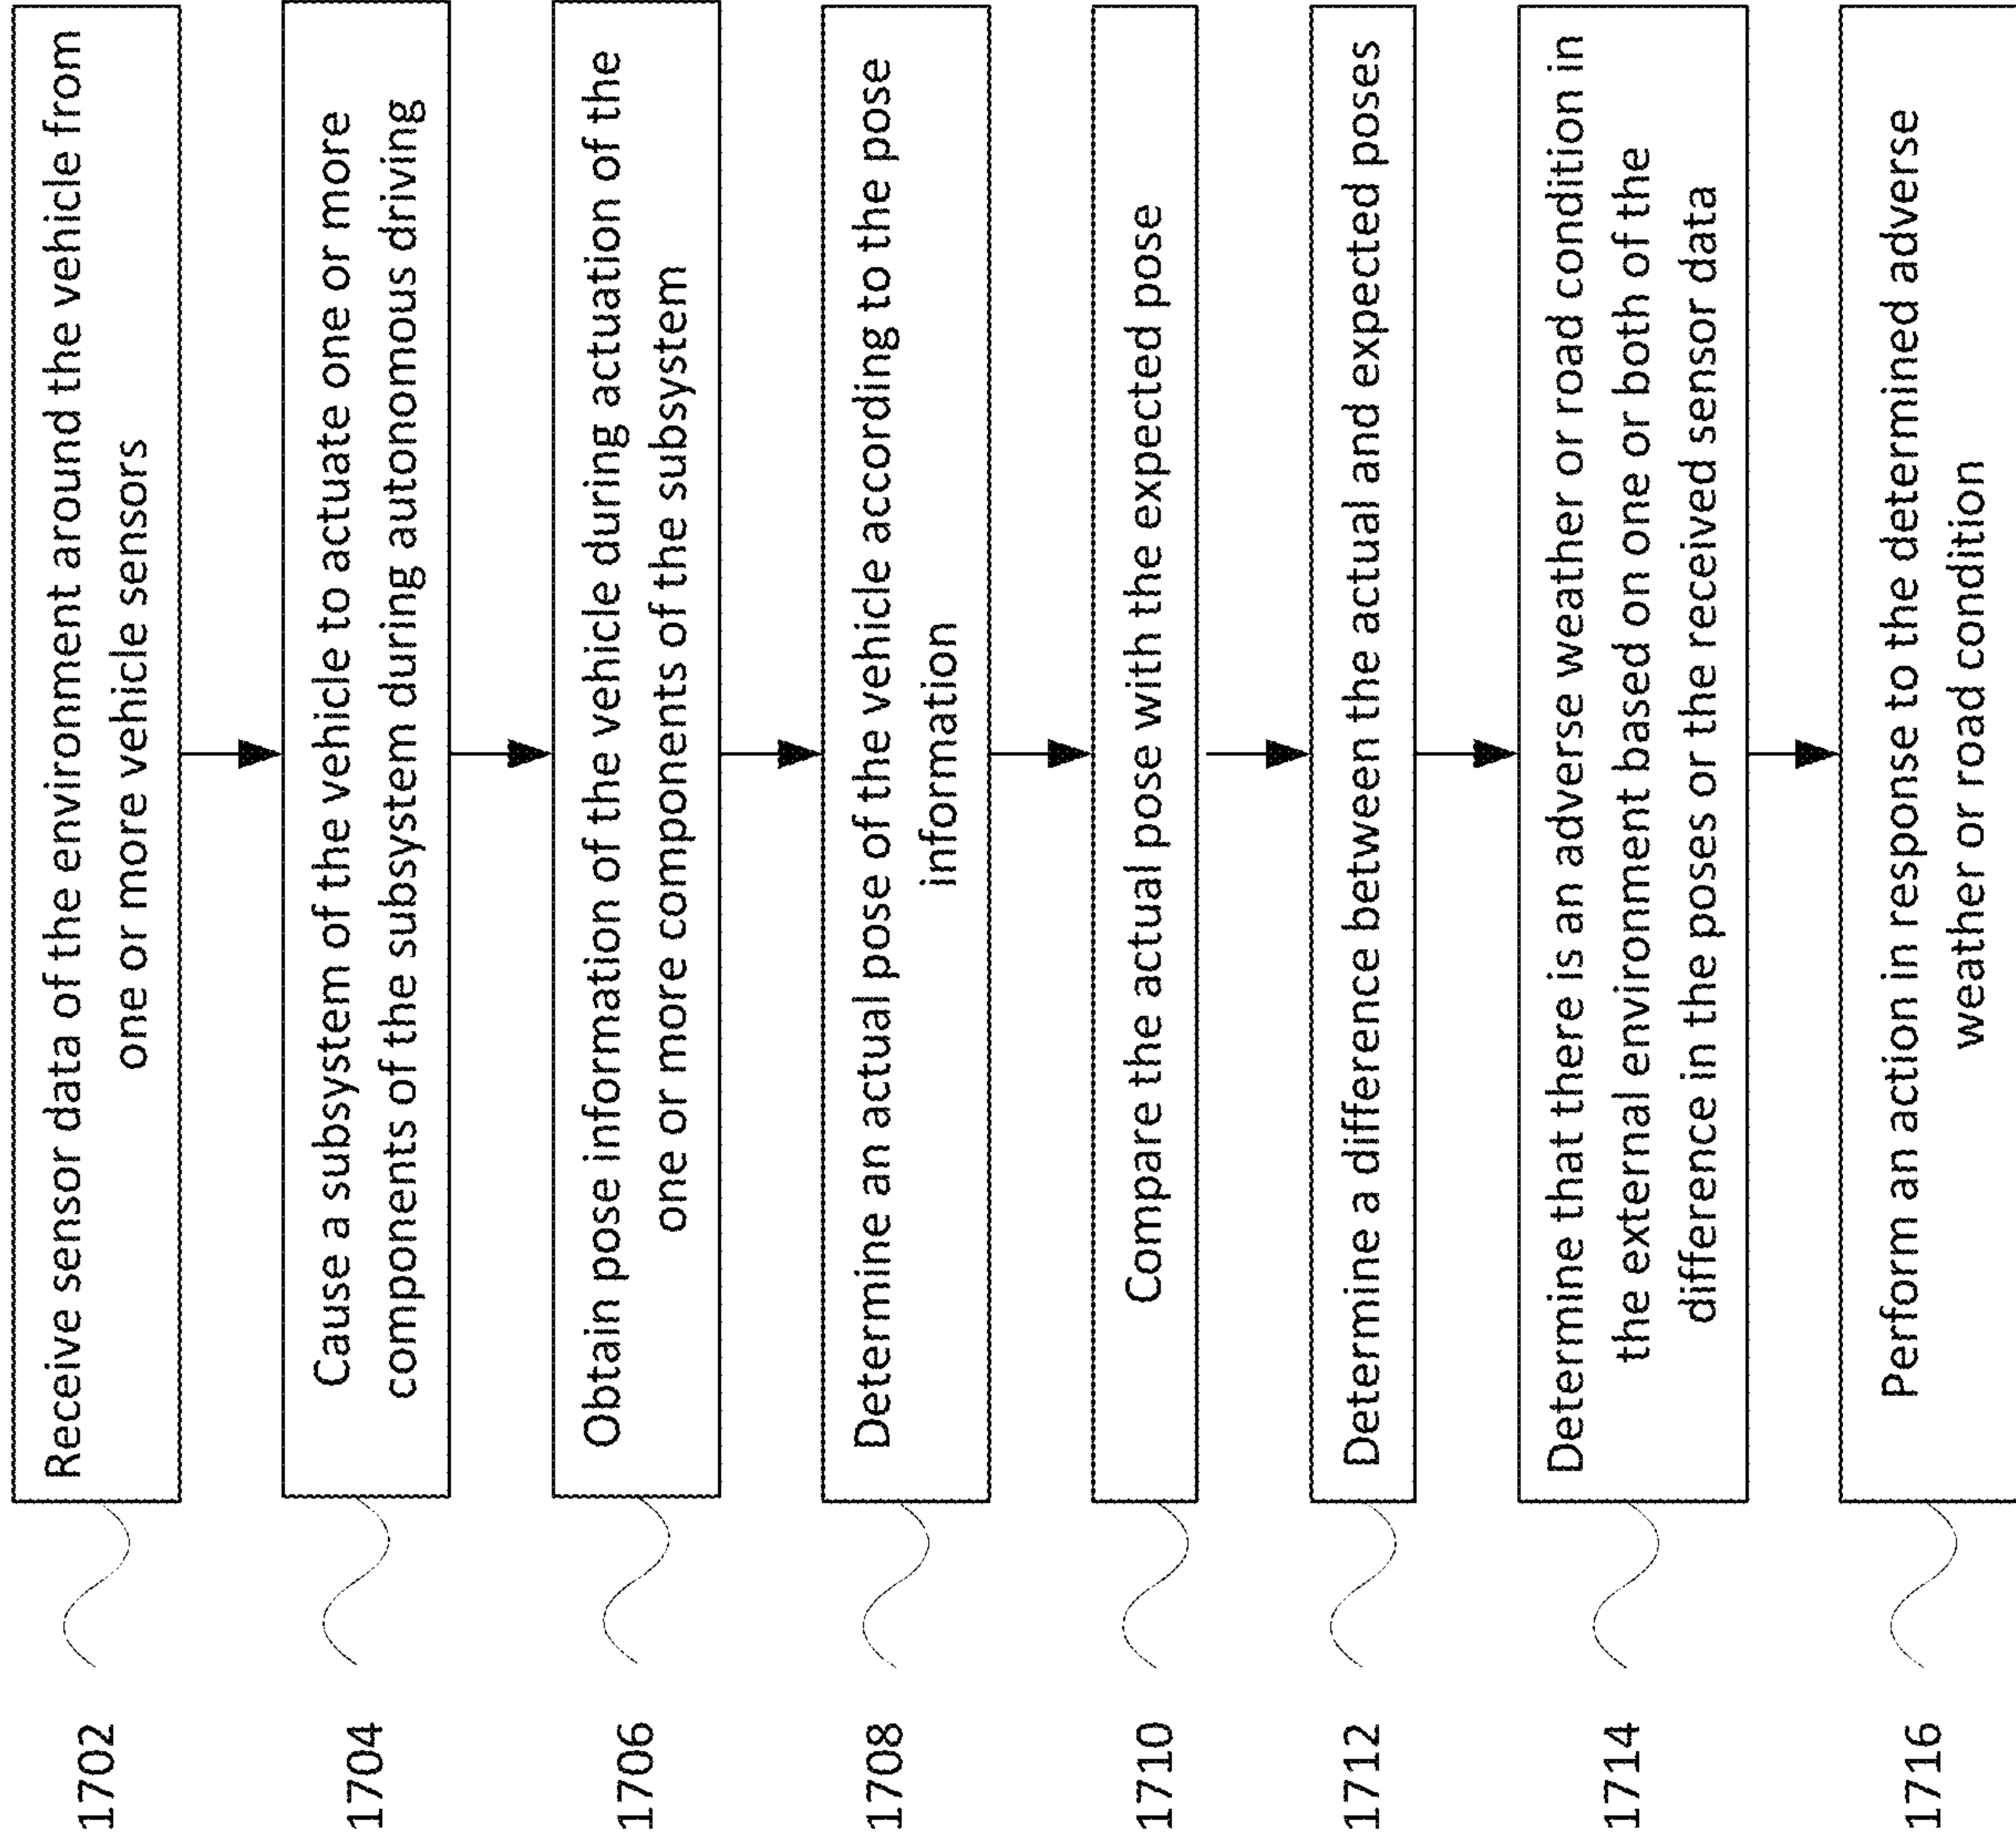 1702
Receive sensor data of the environment around the vehicle from
one or more vehicle sensors
1704
Cause a subsystem of the vehicle to actuate one or more
components of the subsystem during autonomous driving
1706
Obtain pose information of the vehicle during actuation of the
one or more components of the subsystem
1708
Determine an actual pose of the vehicle according to the pose
information
1710
Compare the actual pose with the expected pose
1712
Determine a difference between the actual and expected poses
1714
Determine that there is an adverse weather or road condition in
the external environment based on one or both of the
difference in the poses or the received sensor data
1716
Perform an action in response to the determined adverse
weather or road condition